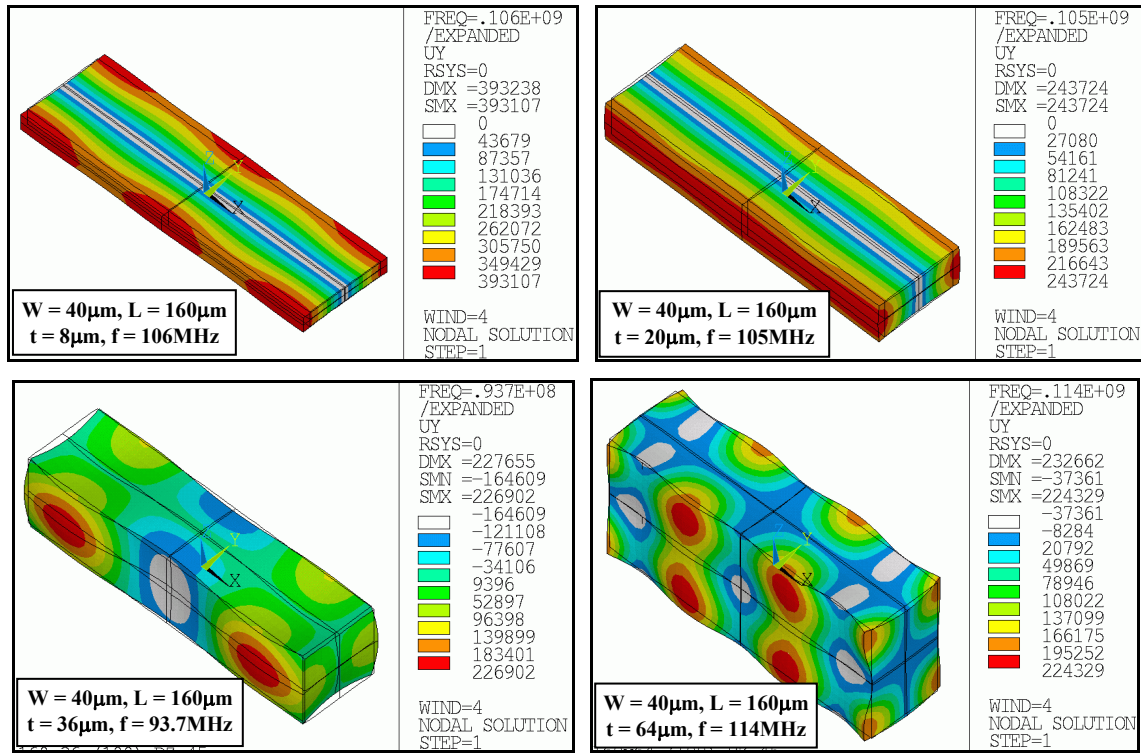 FREQ=.106E+09
/EXPANDED
UY
RSYS=0
DMX =393238
SMX =393107
0
43679
87357
131036
174714
218393
262072
305750
349429
393107
WIND=4
NODAL SOLUTION
STEP=1
Z
Y
X
W = 40μm, L = 160μm
t = 8μm, f = 106MHz
FREQ=.105E+09
/EXPANDED
UY
RSYS=0
DMX =243724
SMX =243724
0
27080
54161
81241
108322
135402
162483
189563
216643
243724
WIND=4
NODAL SOLUTION
STEP=1
Z
Y
X
W = 40μm, L = 160μm
t = 20μm, f = 105MHz
FREQ=.937E+08
/EXPANDED
UY
RSYS=0
DMX =227655
SMN =-164609
SMX =226902
-164609
-121108
-77607
-34106
9396
52897
96398
139899
183401
226902
WIND=4
NODAL SOLUTION
STEP=1
Y
X
W = 40μm, L = 160μm
t = 36μm, f = 93.7MHz
FREQ=.114E+09
/EXPANDED
UY
RSYS=0
DMX =232662
SMN =-37361
SMX =224329
-37361
-8284
20792
49869
78946
108022
137099
166175
195252
224329
WIND=4
NODAL SOLUTION
STEP=1
Z
Y
X
W = 40μm, L = 160μm
t = 64μm, f = 114MHz